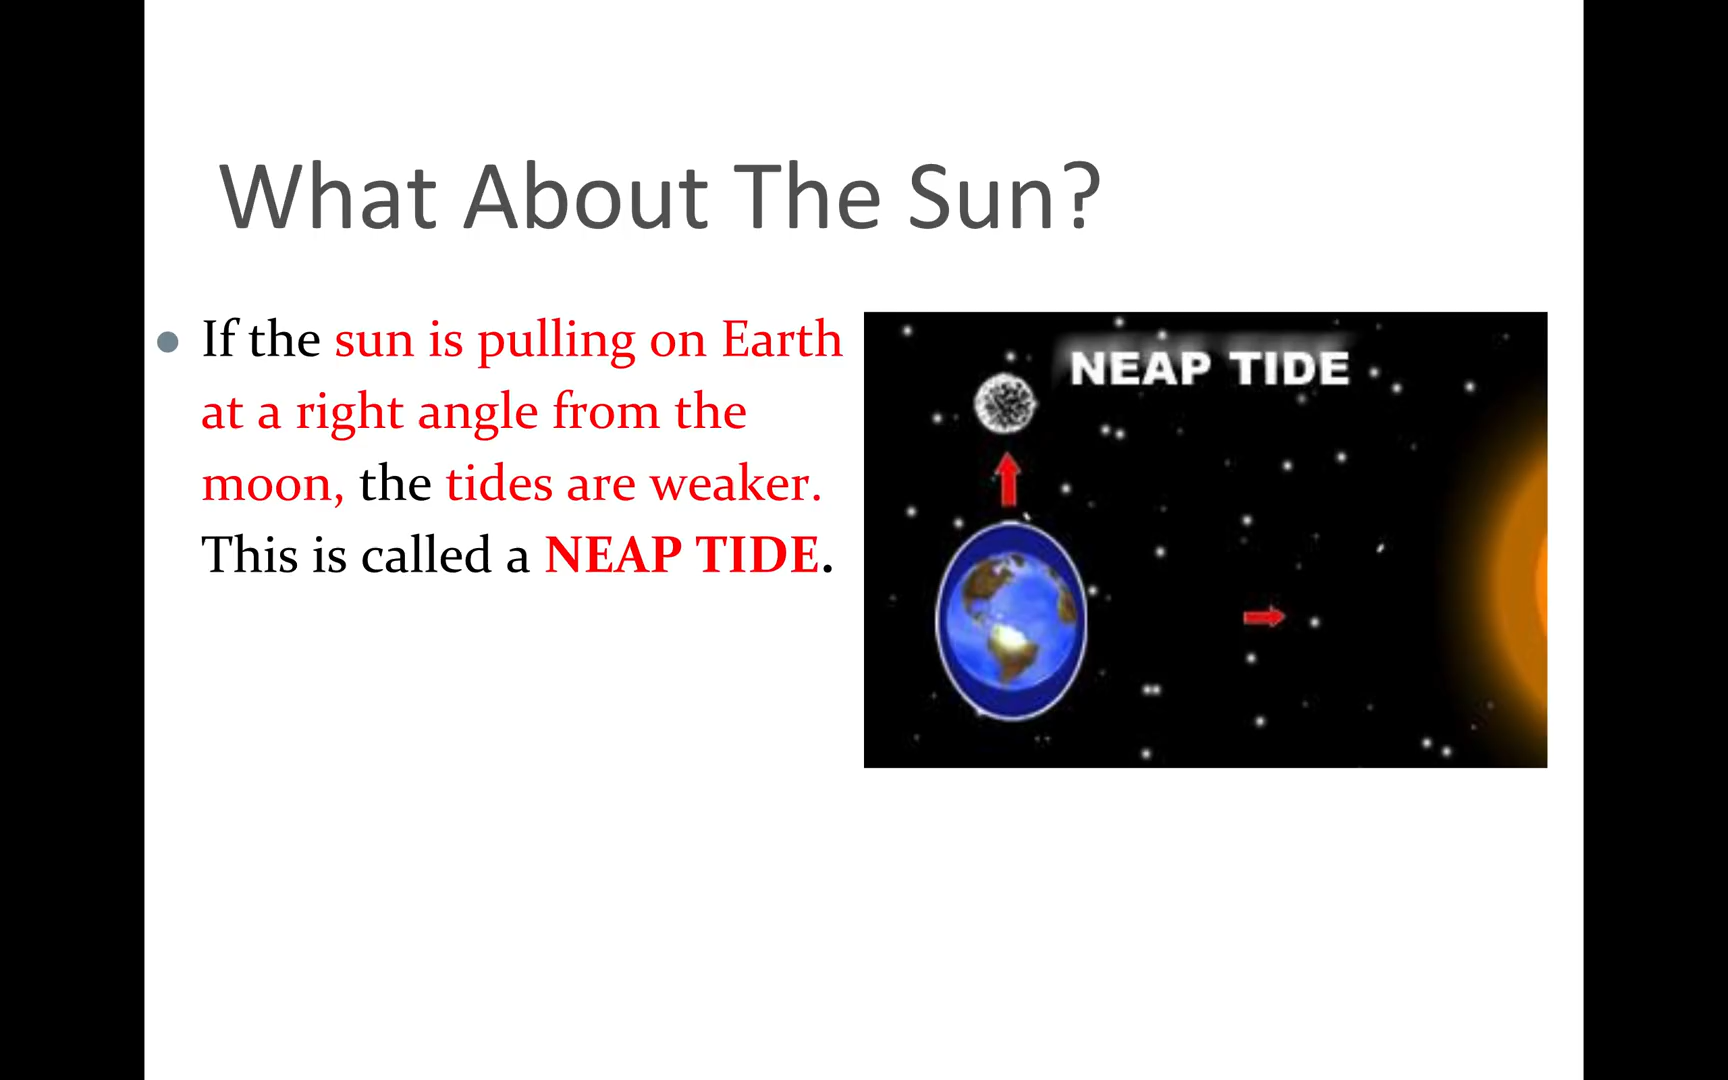 What About The Sun?
If the sun is pulling on Earth
at a right angle from the
moon, the tides are weaker.
This is called a NEAP TIDE.
NEAP TIDE